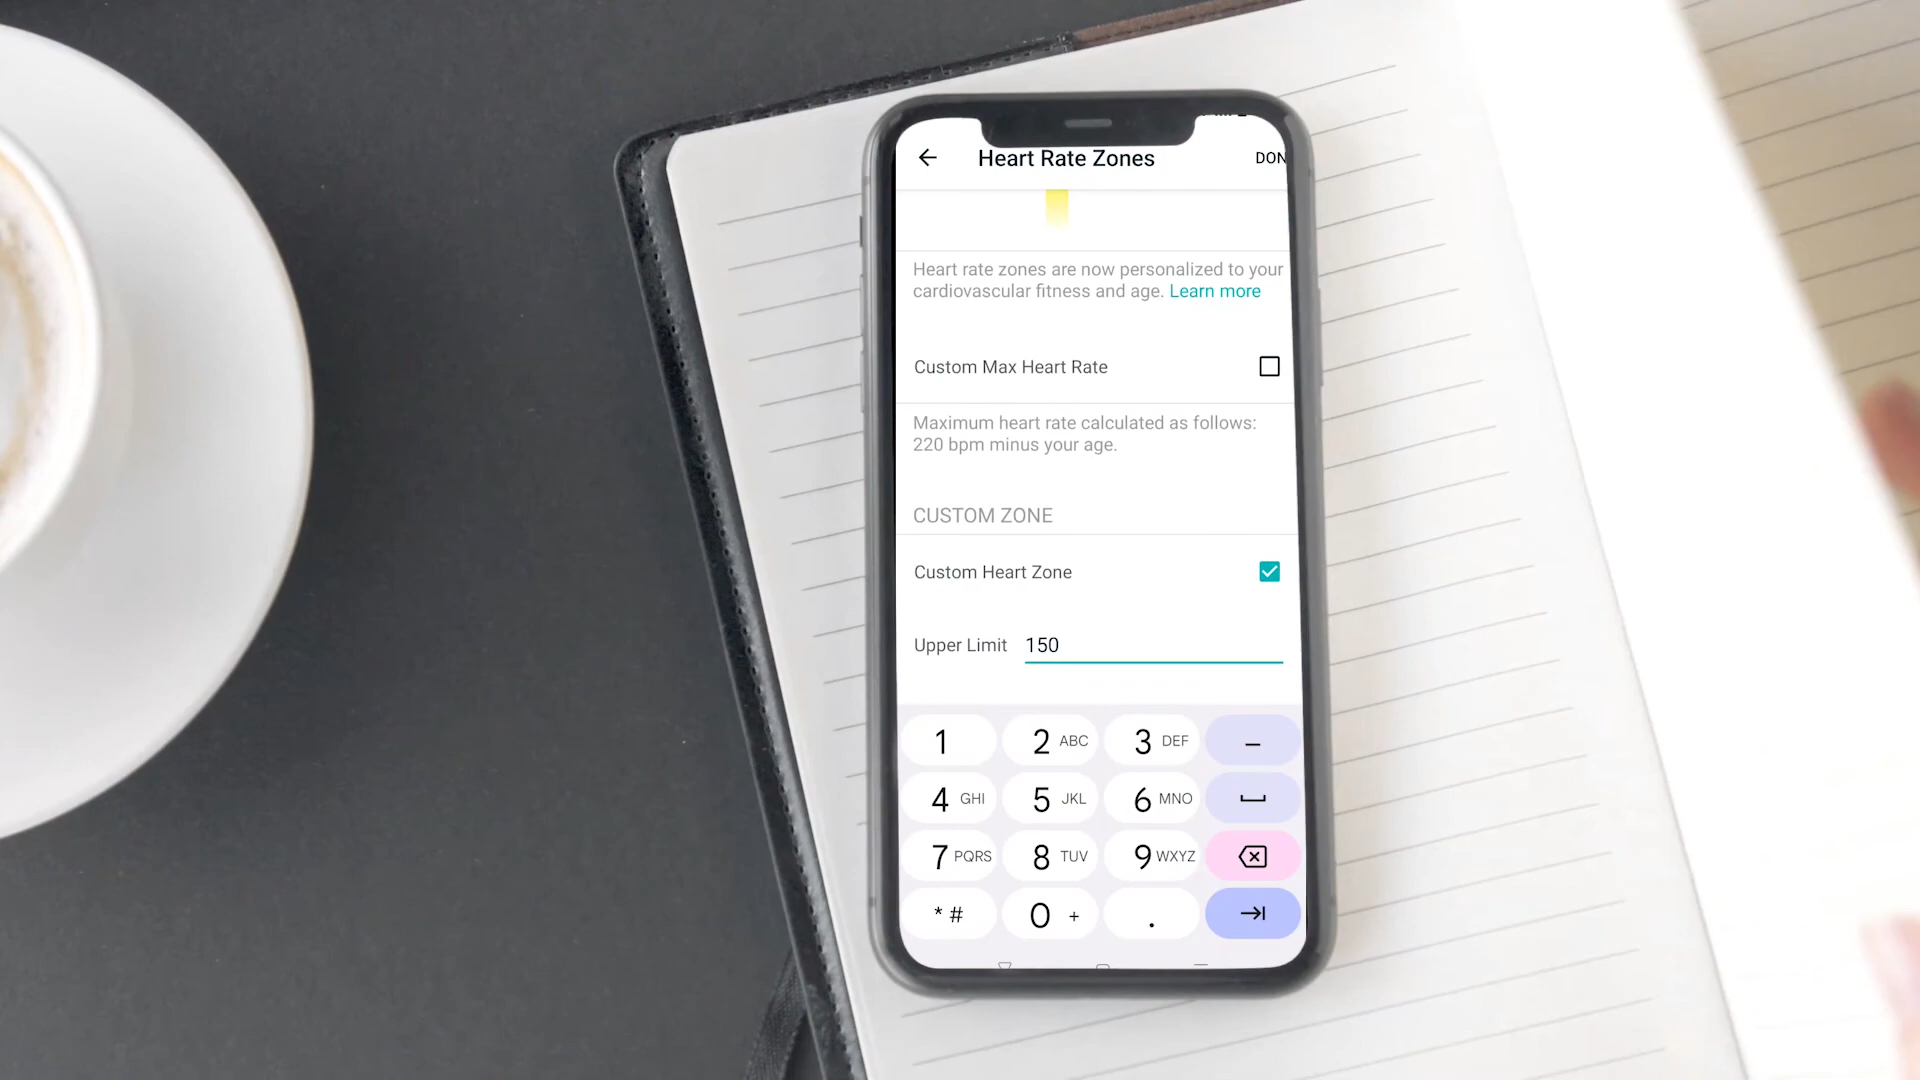 Heart Rate Zones
DON
Heart rate zones are now personalized to your
cardiovascular fitness and age. Learn more
Custom Max Heart Rate
Maximum heart rate calculated as follows:
220 bpm minus your age.
CUSTOM ZONE
Custom Heart Zone
Upper Limit 150
1 2 ABC 3 DEF –
4 GHI 5 JKL 6 MNO
7 PQRS 8 TUV 9 WXYZ
* # 0 + .